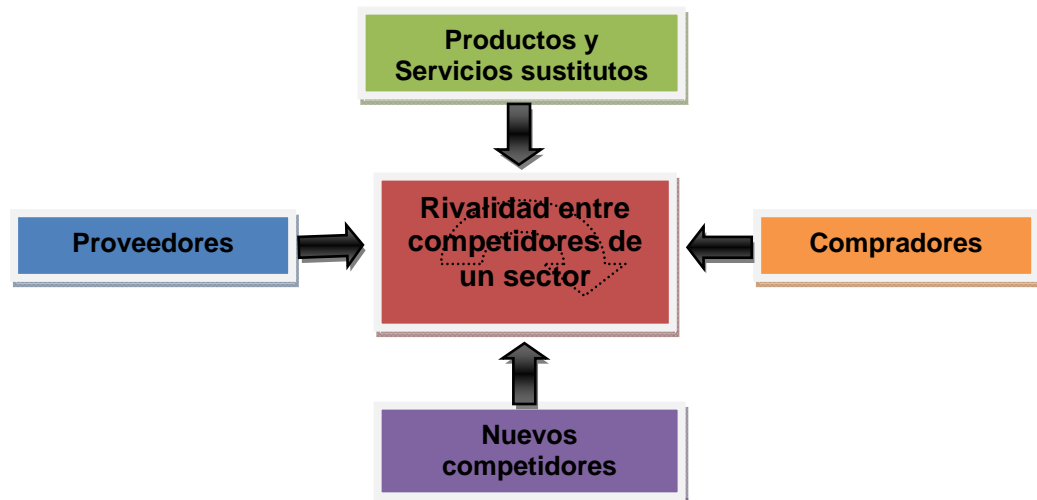 Productos y
Servicios sustitutos
Proveedores
Rivalidad entre
competidores de
un sector
Compradores
Nuevos
competidores